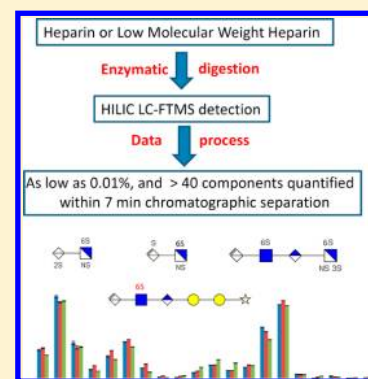 Heparin or Low Molecular Weight Heparin
Enzymatic digestion
HILIC LC-FTMS detection
Data process
As low as 0.01%, and > 40 components quantified
within 7 min chromatographic separation
6S S 6S 6S 6S
2S NS NS NS 3S
6S